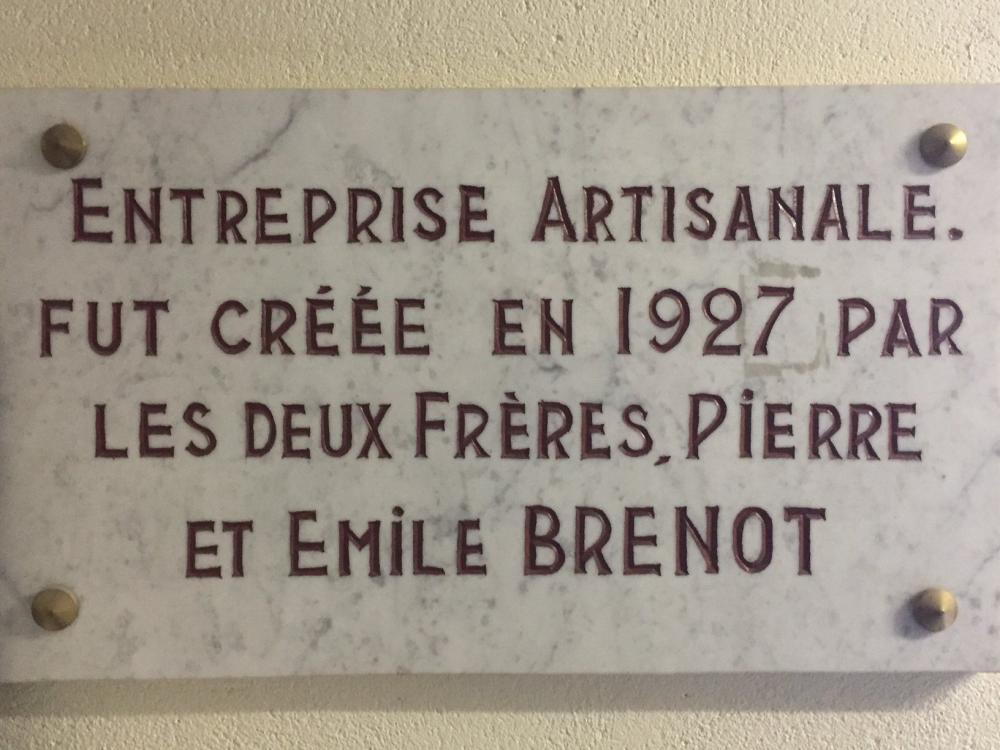 ENTREPRISE ARTISANALE.
FUT CRÉÉE EN 1927 PAR
LES DEUX FRÈRES, PiERRE
ET EMiLE BRENOT